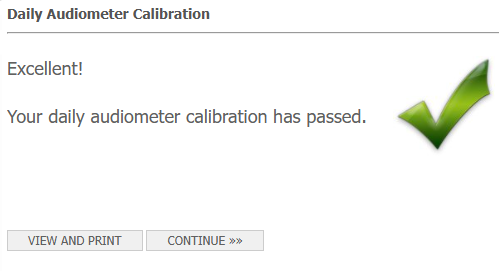 Daily Audiometer Calibration
Excellent!
Your daily audiometer calibration has passed.
VIEW AND PRINT
CONTINUE »»